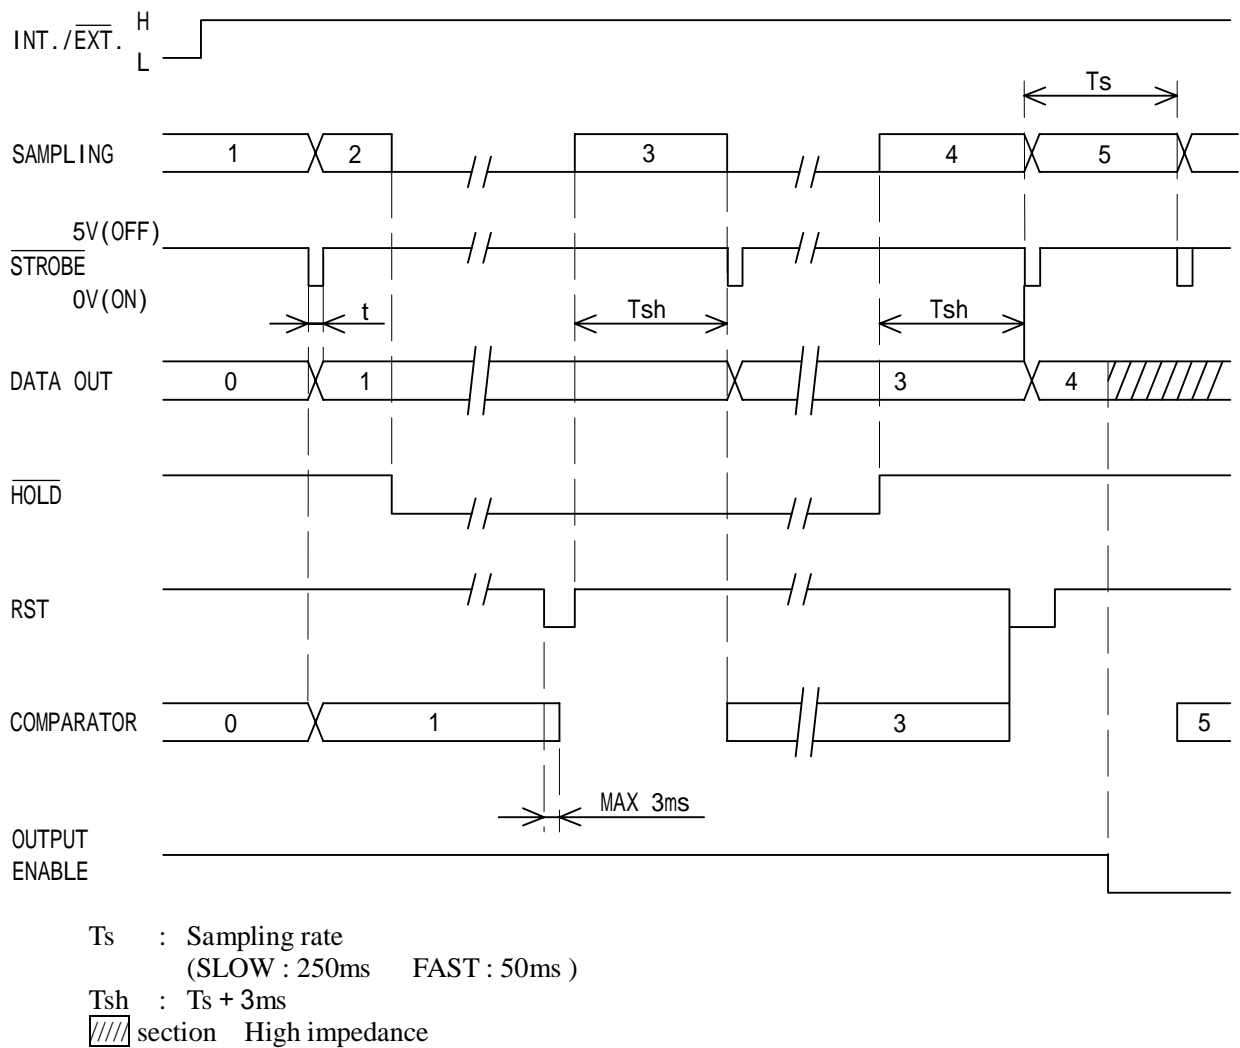 H
INT./EXT.
L
Ts
SAMPLING 1 2 3 4 5
5V(OFF)
STROBE
0V(ON)
t Tsh Tsh
DATA OUT 0 1 3 4
HOLD
RST
COMPARATOR 0 1 3 5
MAX 3ms
OUTPUT
ENABLE
Ts : Sampling rate
(SLOW : 250ms FAST : 50ms )
Tsh : Ts + 3ms
section High impedance